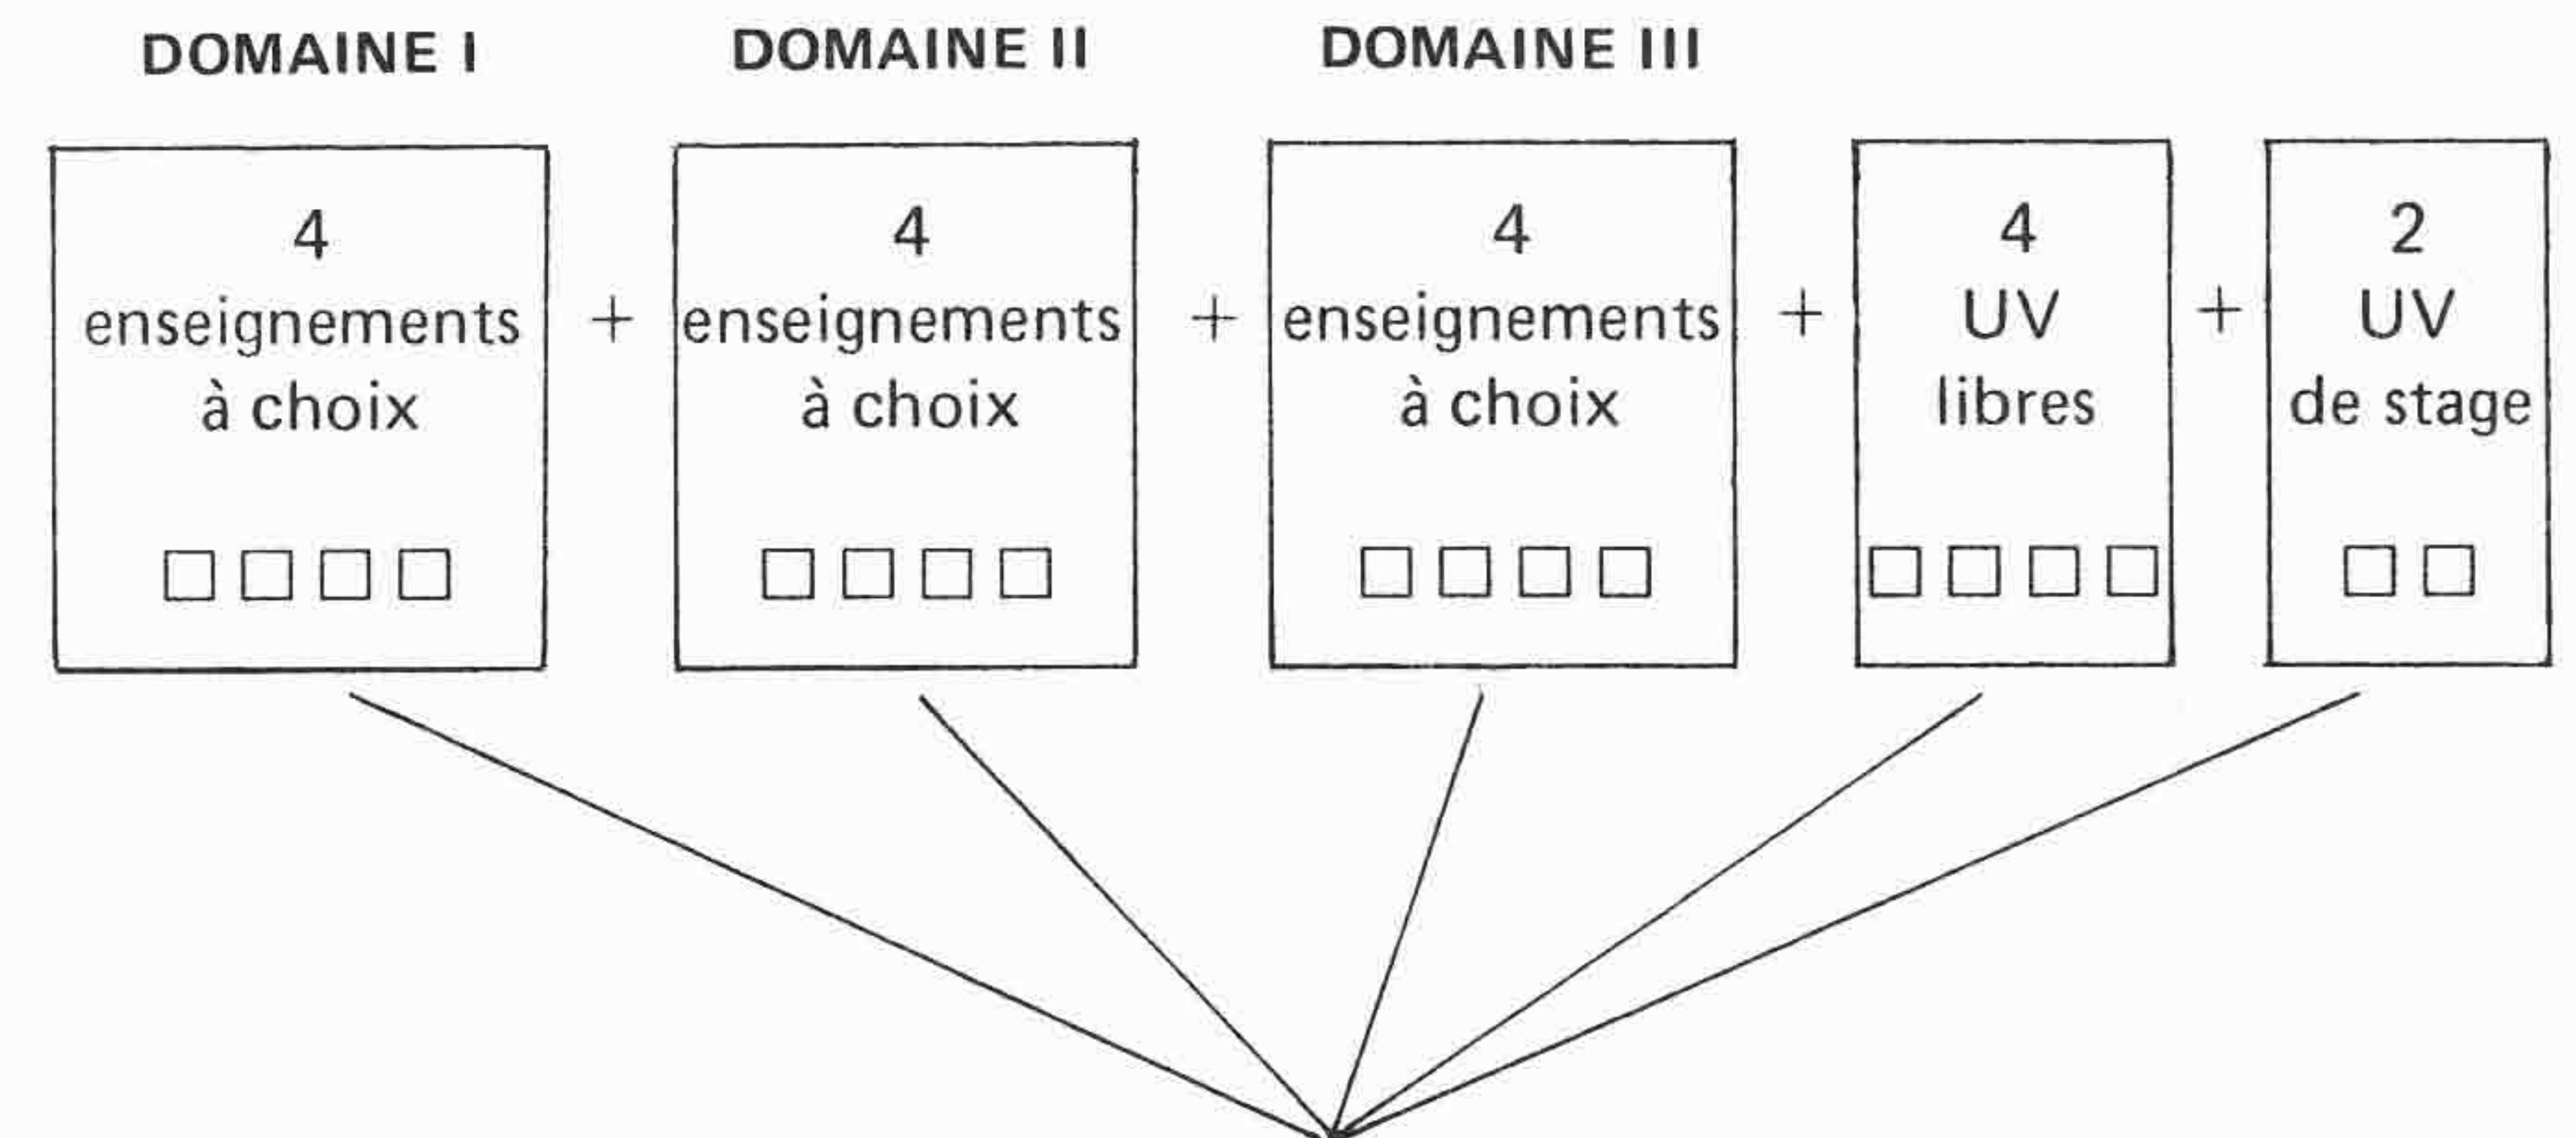 DOMAINE I
DOMAINE II
DOMAINE III
4
enseignements
à choix
+
4
enseignements
à choix
+
4
enseignements
à choix
+
4
UV
libres
+
2
UV
de stage